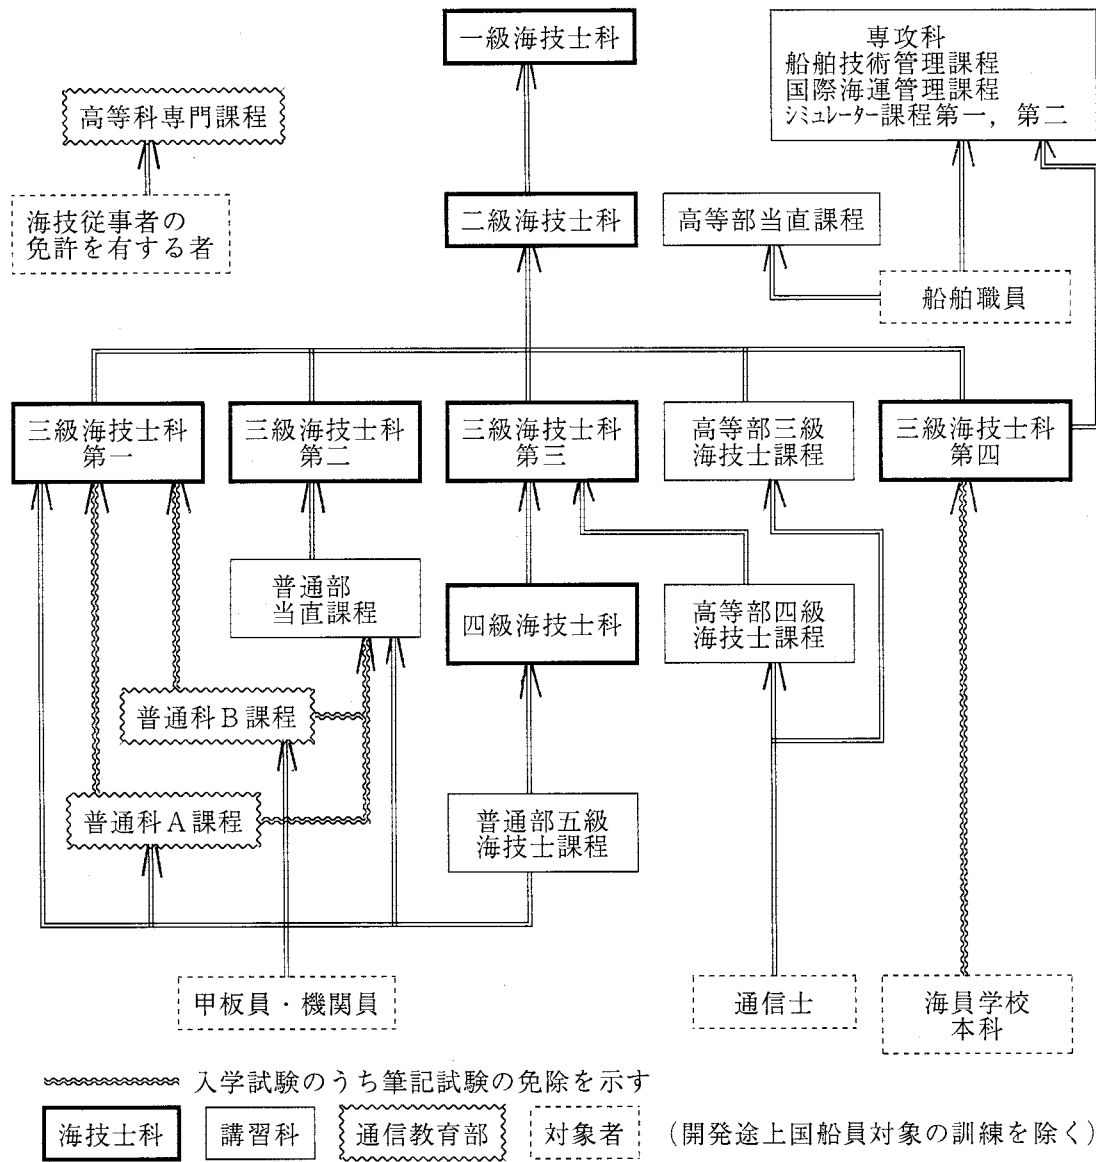 一級海技士科
専攻科
船舶技術管理課程
国際海運管理課程
シミュレーター課程第一，第二
高等科専門課程
海技従事者の
免許を有する者
二級海技士科
高等部当直課程
船舶職員
三級海技士科
第一
三級海技士科
第二
三級海技士科
第三
高等部三級
海技士課程
三級海技士科
第四
普通部
当直課程
四級海技士科
高等部四級
海技士課程
普通科B課程
普通科A課程
普通部五級
海技士課程
甲板員・機関員
通信士
海員学校
本科
入学試験のうち筆記試験の免除を示す
海技士科
講習科
通信教育部
対象者
(開発途上国船員対象の訓練を除く)